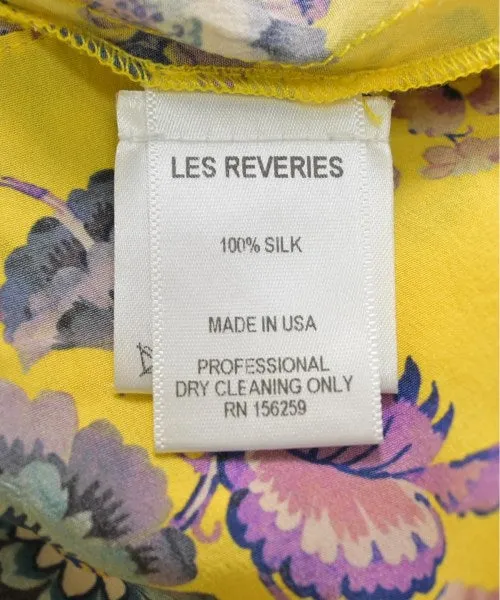 LES REVERIES
100% SILK
MADE IN USA
PROFESSIONAL
DRY CLEANING ONLY
RN 156259